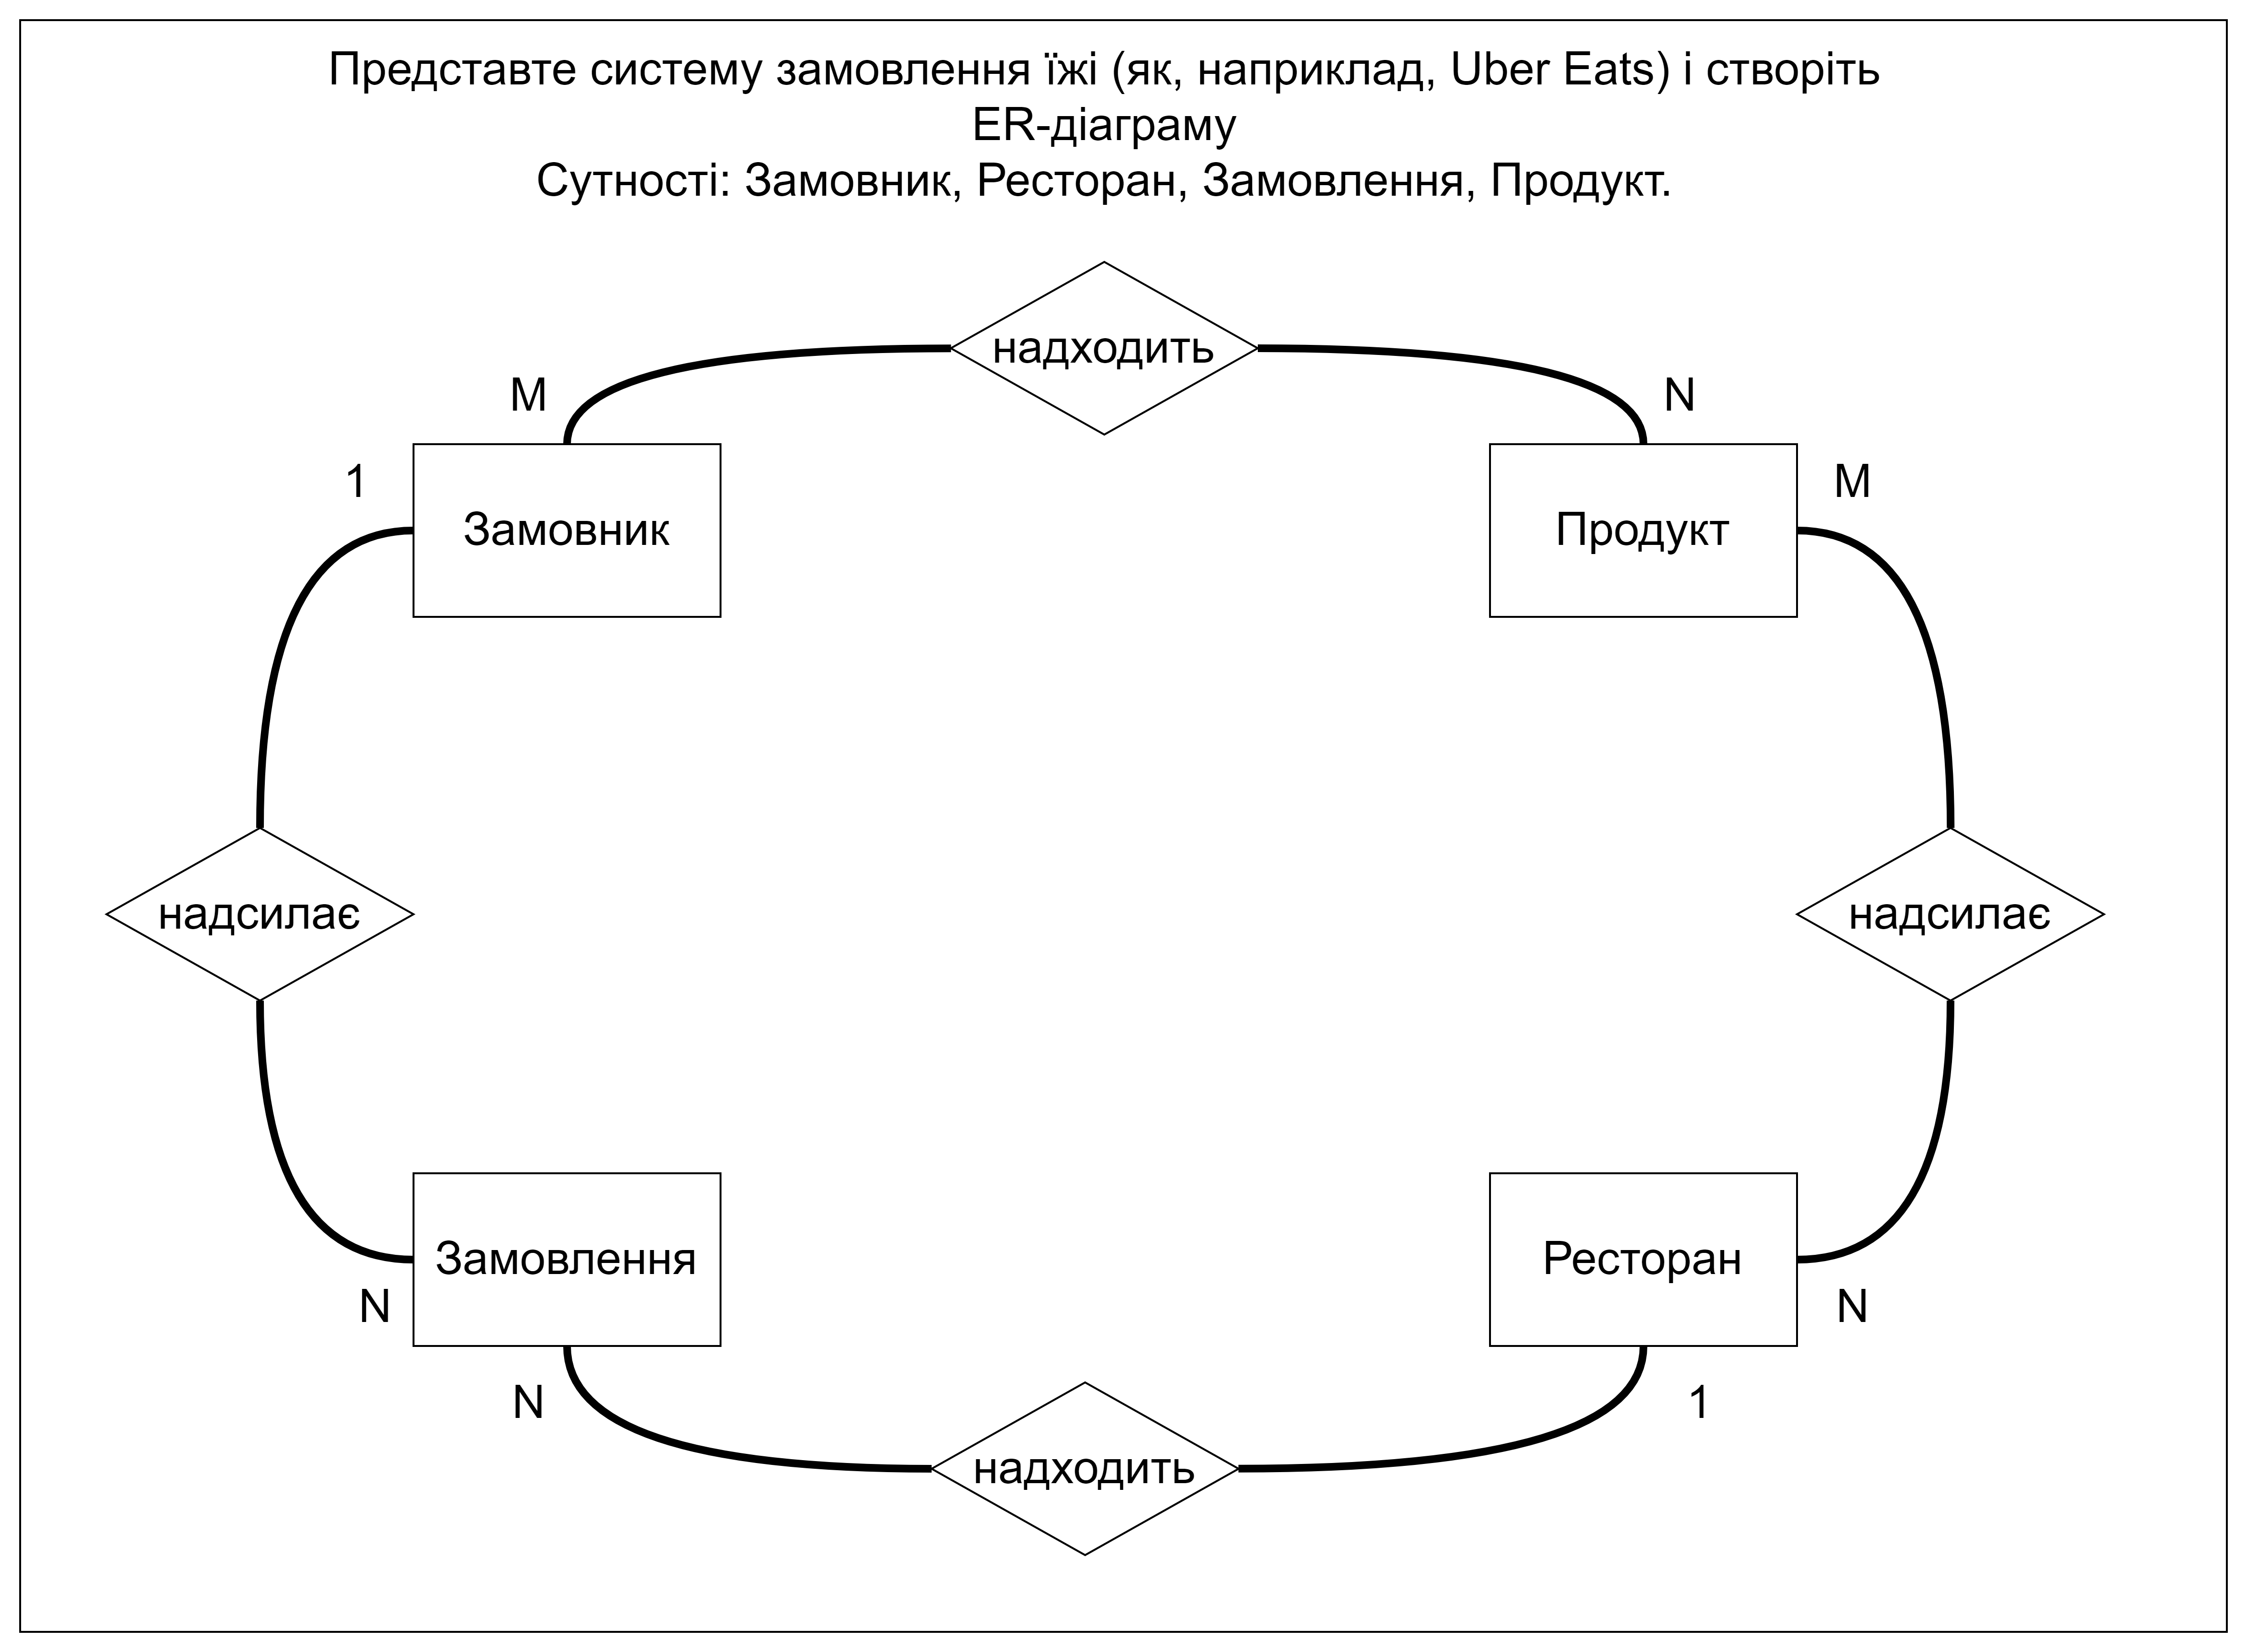 Представте систему замовлення їжі (як, наприклад, Uber Eats) і створіть
ER-діаграму
Сутності: Замовник, Ресторан, Замовлення, Продукт.
надходить
M
N
1
Замовник
Продукт
M
надсилає
надсилає
Замовлення
Ресторан
N
N
N
1
надходить